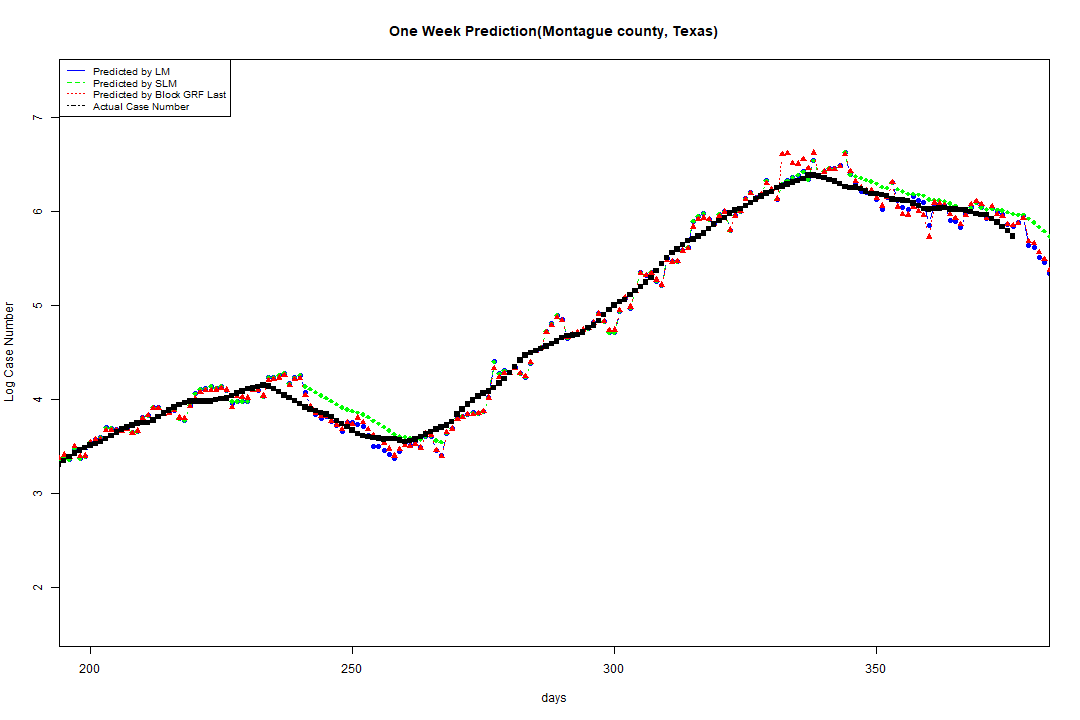 One Week Prediction(Montague county, Texas)
Predicted by LM
Predicted by SLM
Predicted by Block GRF Last
Actual Case Number
7
6
5
4
3
2
Log Case Number
200
250
300
350
days